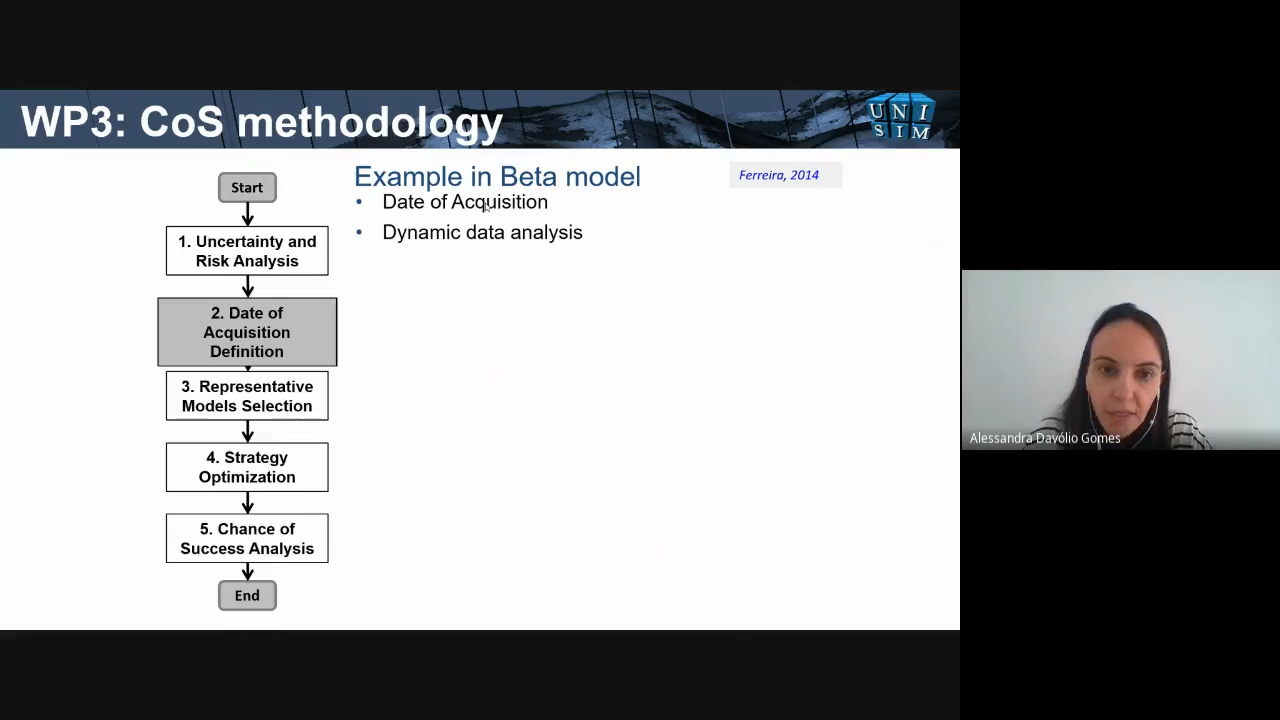 WP3: CoS methodology
UNI
SIM
Start
1. Uncertainty and
Risk Analysis
2. Date of
Acquisition
Definition
3. Representative
Models Selection
4. Strategy
Optimization
5. Chance of
Success Analysis
End
Example in Beta model
Ferreira, 2014
• Date of Acquisition
• Dynamic data analysis
Alessandra Davólio Gomes